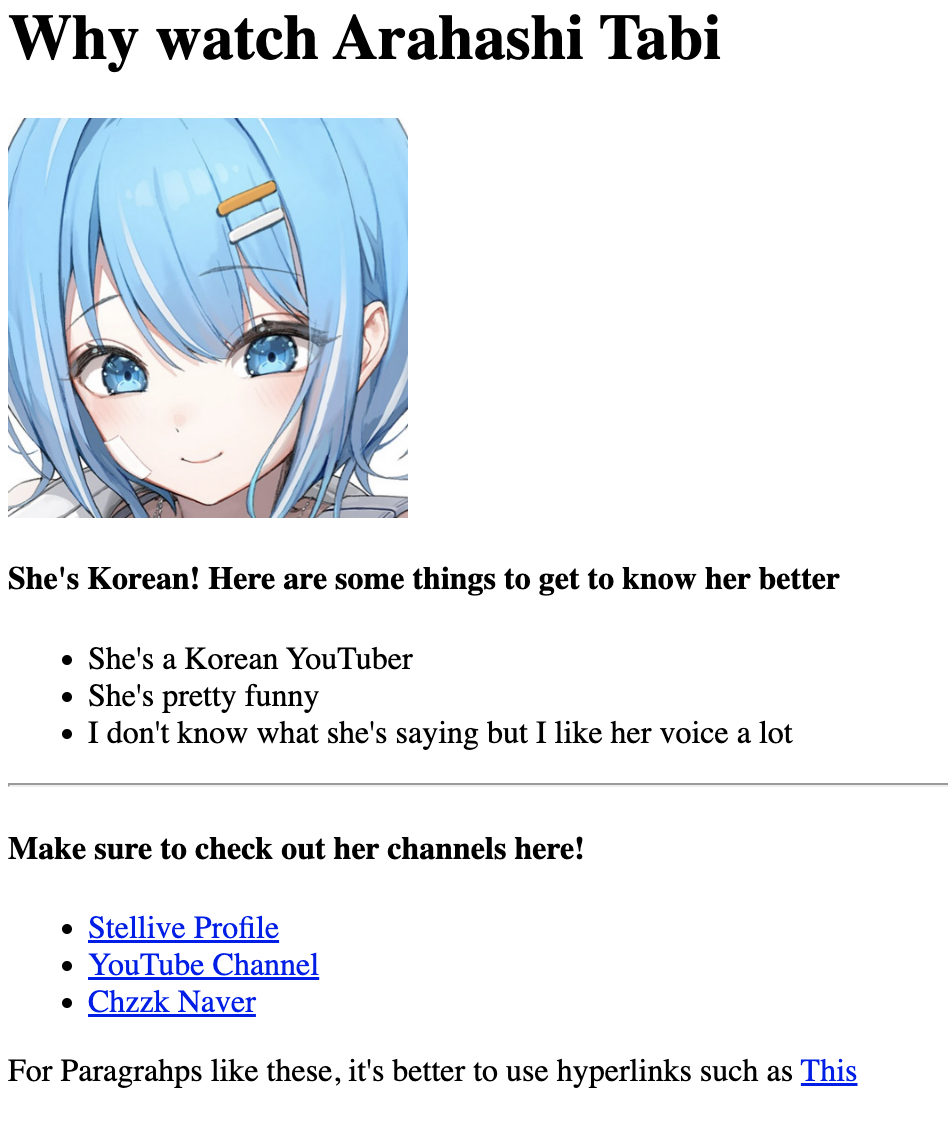 Why watch Arahashi Tabi
She's Korean! Here are some things to get to know her better
She's a Korean YouTuber
She's pretty funny
I don't know what she's saying but I like her voice a lot
Make sure to check out her channels here!
Stellive Profile
YouTube Channel
Chzzk Naver
For Paragrahps like these, it's better to use hyperlinks such as This